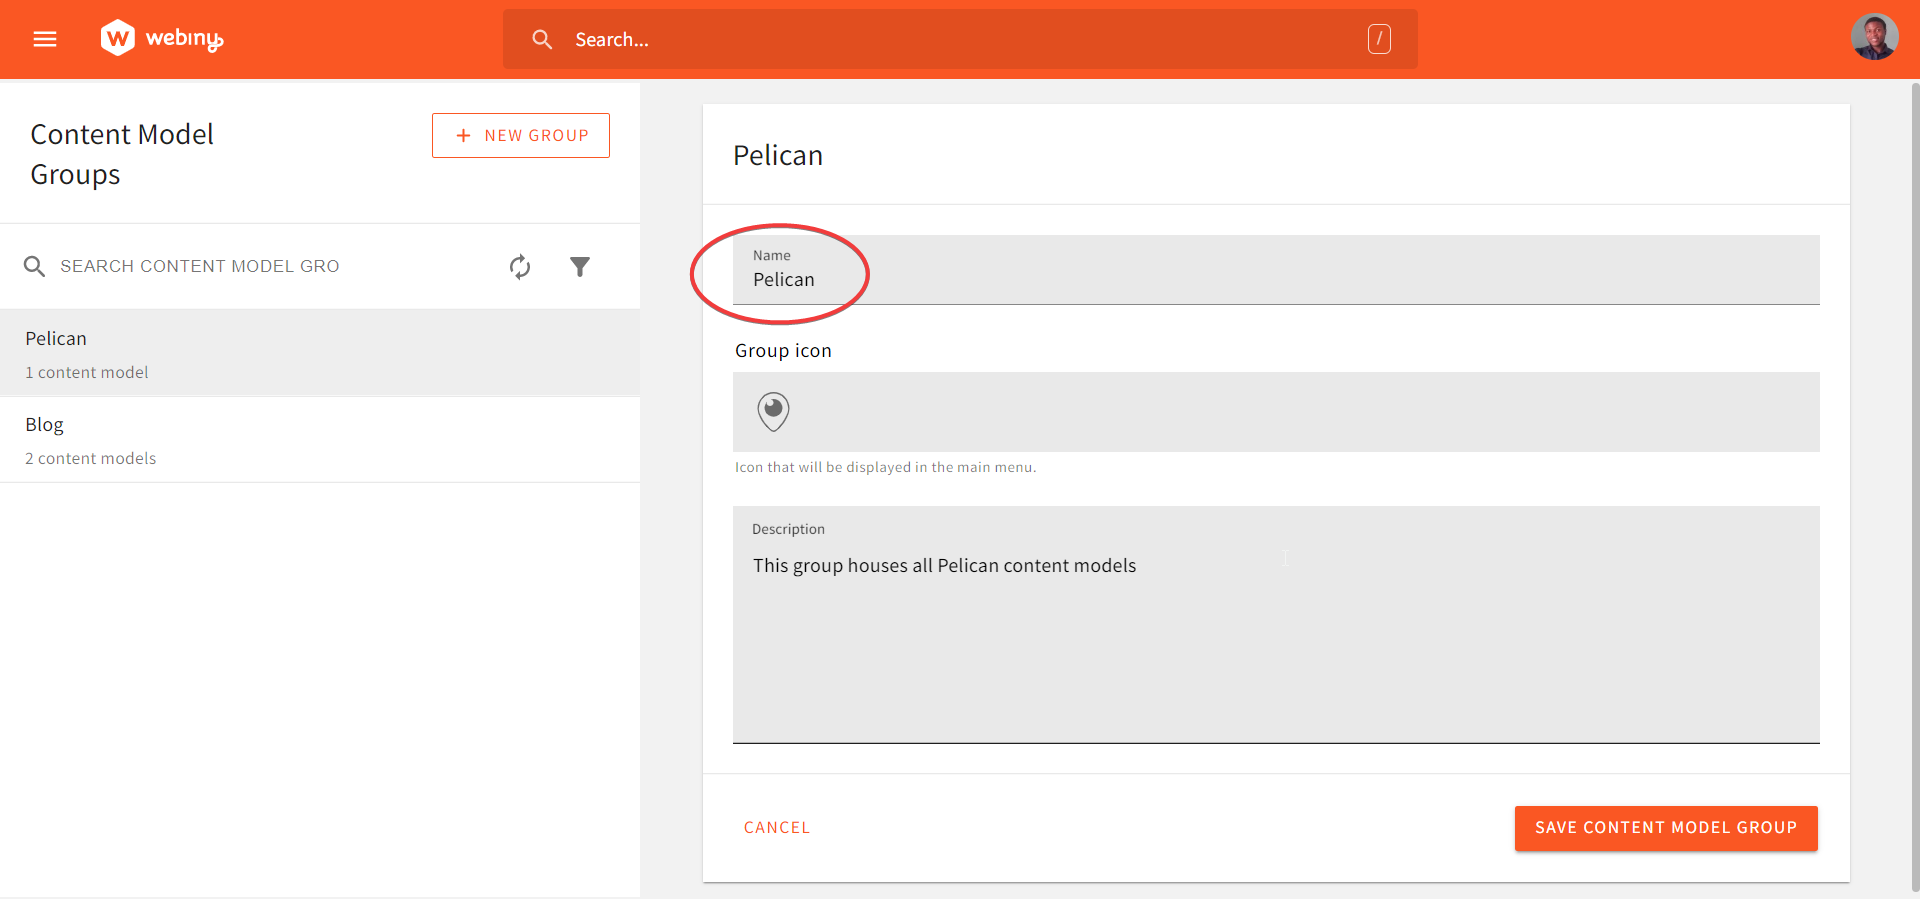 webiny
Search...
/
Content Model
Groups
NEW GROUP
SEARCH CONTENT MODEL GRO
Pelican
1 content model
Blog
2 content models
Pelican
Name
Pelican
Group icon
Icon that will be displayed in the main menu.
Description
This group houses all Pelican content models
CANCEL
SAVE CONTENT MODEL GROUP